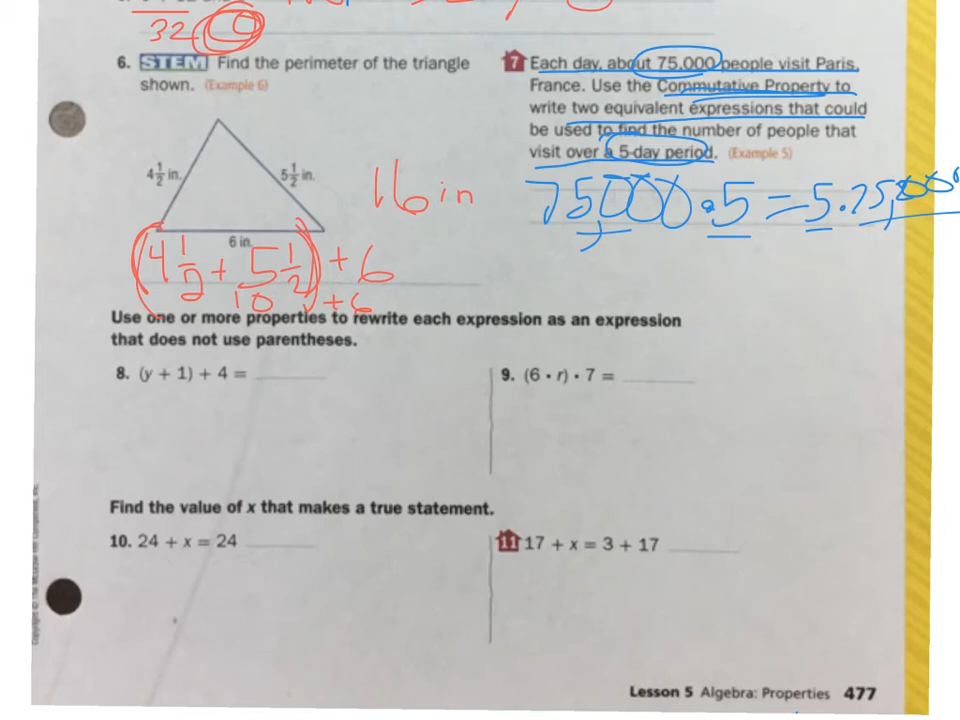 32
6. STEM Find the perimeter of the triangle
shown. (Example 6)
4 1/2 in.
5 1/2 in.
6 in.
16 in
(4 1/2 + 5 1/2) + 6
10 + 6
7 Each day, about 75,000 people visit Paris,
France. Use the Commutative Property to
write two equivalent expressions that could
be used to find the number of people that
visit over a 5-day period. (Example 5)
75,000 • 5 = 5 • 75,000
Use one or more properties to rewrite each expression as an expression
that does not use parentheses.
8. (y + 1) + 4 =
9. (6 • r) • 7 =
Find the value of x that makes a true statement.
10. 24 + x = 24
11 17 + x = 3 + 17
Lesson 5 Algebra: Properties 477